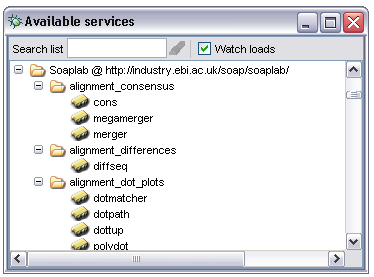 Available services
Search list Watch loads
Soaplab @ http://industry.ebi.ac.uk/soap/soaplab/
alignment_consensus
cons
megamerger
merger
alignment_differences
diffseq
alignment_dot_plots
dotmatcher
dotpath
dottup
polydot